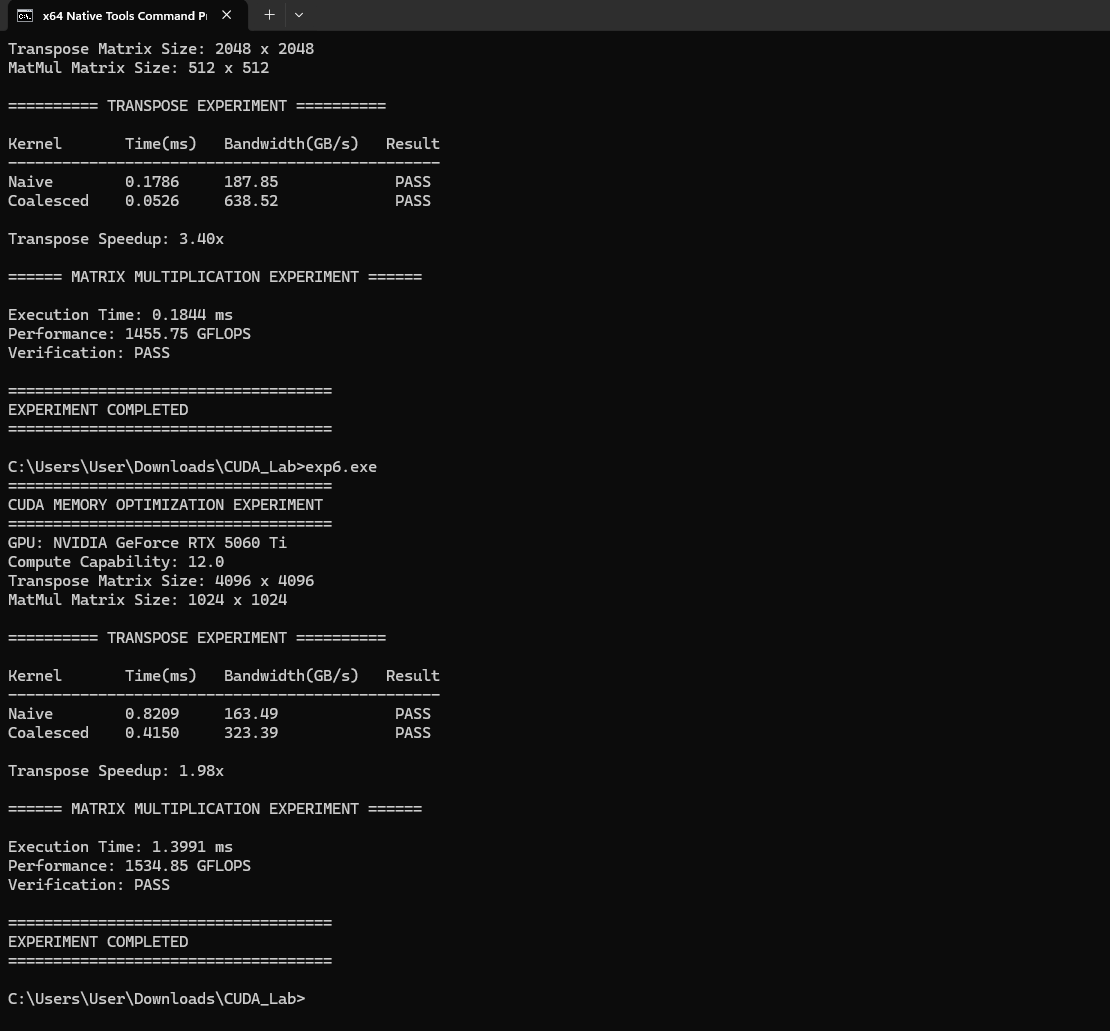 x64 Native Tools Command P
Transpose Matrix Size: 2048 x 2048
MatMul Matrix Size: 512 x 512
========== TRANSPOSE EXPERIMENT ==========
Kernel Time(ms) Bandwidth(GB/s) Result
------------------------------------------------
Naive 0.1786 187.85 PASS
Coalesced 0.0526 638.52 PASS
Transpose Speedup: 3.40x
====== MATRIX MULTIPLICATION EXPERIMENT ======
Execution Time: 0.1844 ms
Performance: 1455.75 GFLOPS
Verification: PASS
====================================
EXPERIMENT COMPLETED
====================================
C:\Users\User\Downloads\CUDA_Lab>exp6.exe
====================================
CUDA MEMORY OPTIMIZATION EXPERIMENT
====================================
GPU: NVIDIA GeForce RTX 5060 Ti
Compute Capability: 12.0
Transpose Matrix Size: 4096 x 4096
MatMul Matrix Size: 1024 x 1024
========== TRANSPOSE EXPERIMENT ==========
Kernel Time(ms) Bandwidth(GB/s) Result
------------------------------------------------
Naive 0.8209 163.49 PASS
Coalesced 0.4150 323.39 PASS
Transpose Speedup: 1.98x
====== MATRIX MULTIPLICATION EXPERIMENT ======
Execution Time: 1.3991 ms
Performance: 1534.85 GFLOPS
Verification: PASS
====================================
EXPERIMENT COMPLETED
====================================
C:\Users\User\Downloads\CUDA_Lab>